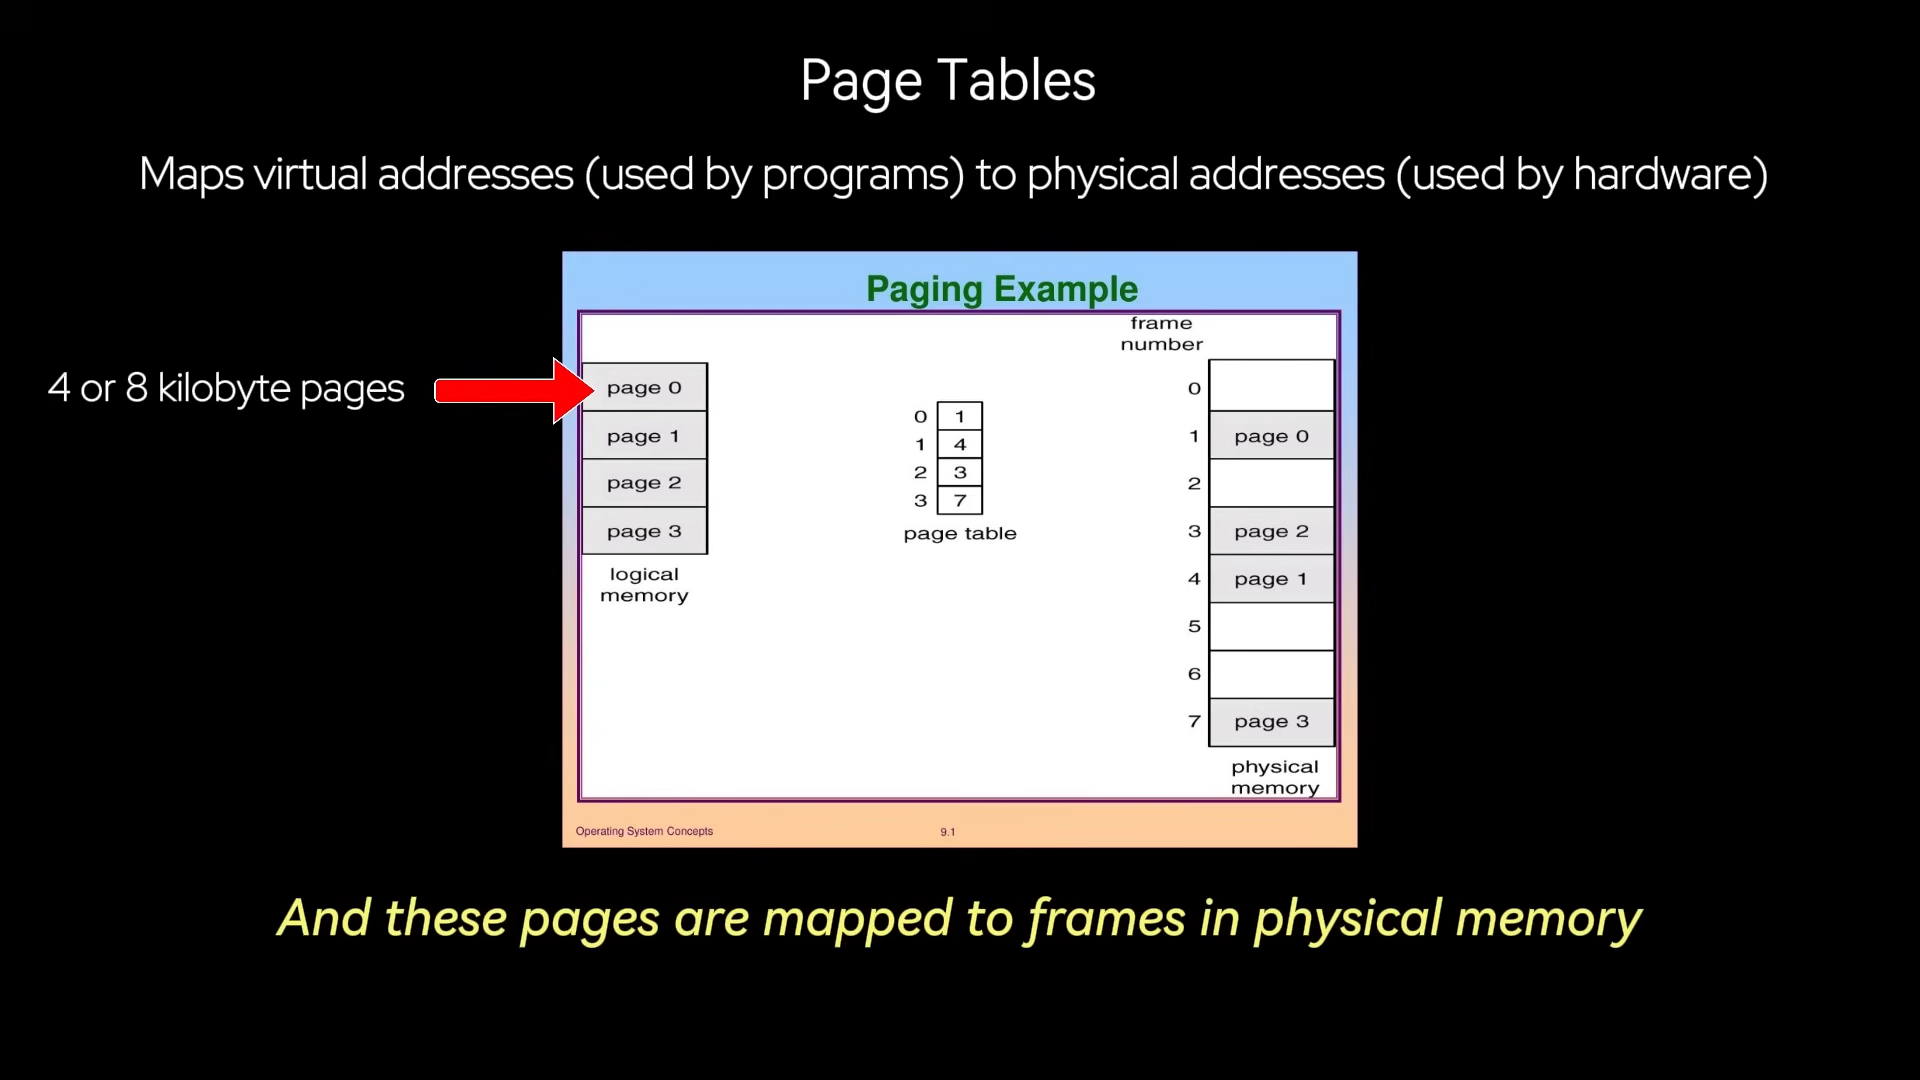 Page Tables
Maps virtual addresses (used by programs) to physical addresses (used by hardware)
4 or 8 kilobyte pages
Paging Example
page 0
page 1
page 2
page 3
logical
memory
0 1
1 4
2 3
3 7
page table
frame
number
0
1 page 0
2
3 page 2
4 page 1
5
6
7 page 3
physical
memory
Operating System Concepts
9.1
And these pages are mapped to frames in physical memory